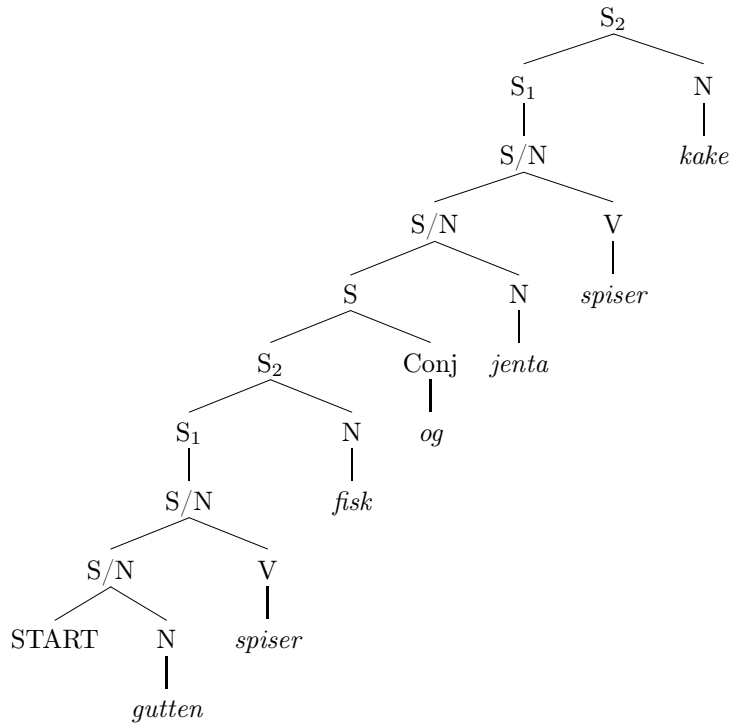 S₂
S₁ N
S/N kake
S/N V
S N spiser
S₂ Conj jenta
S₁ N og
S/N fisk
S/N V
START N spiser
gutten